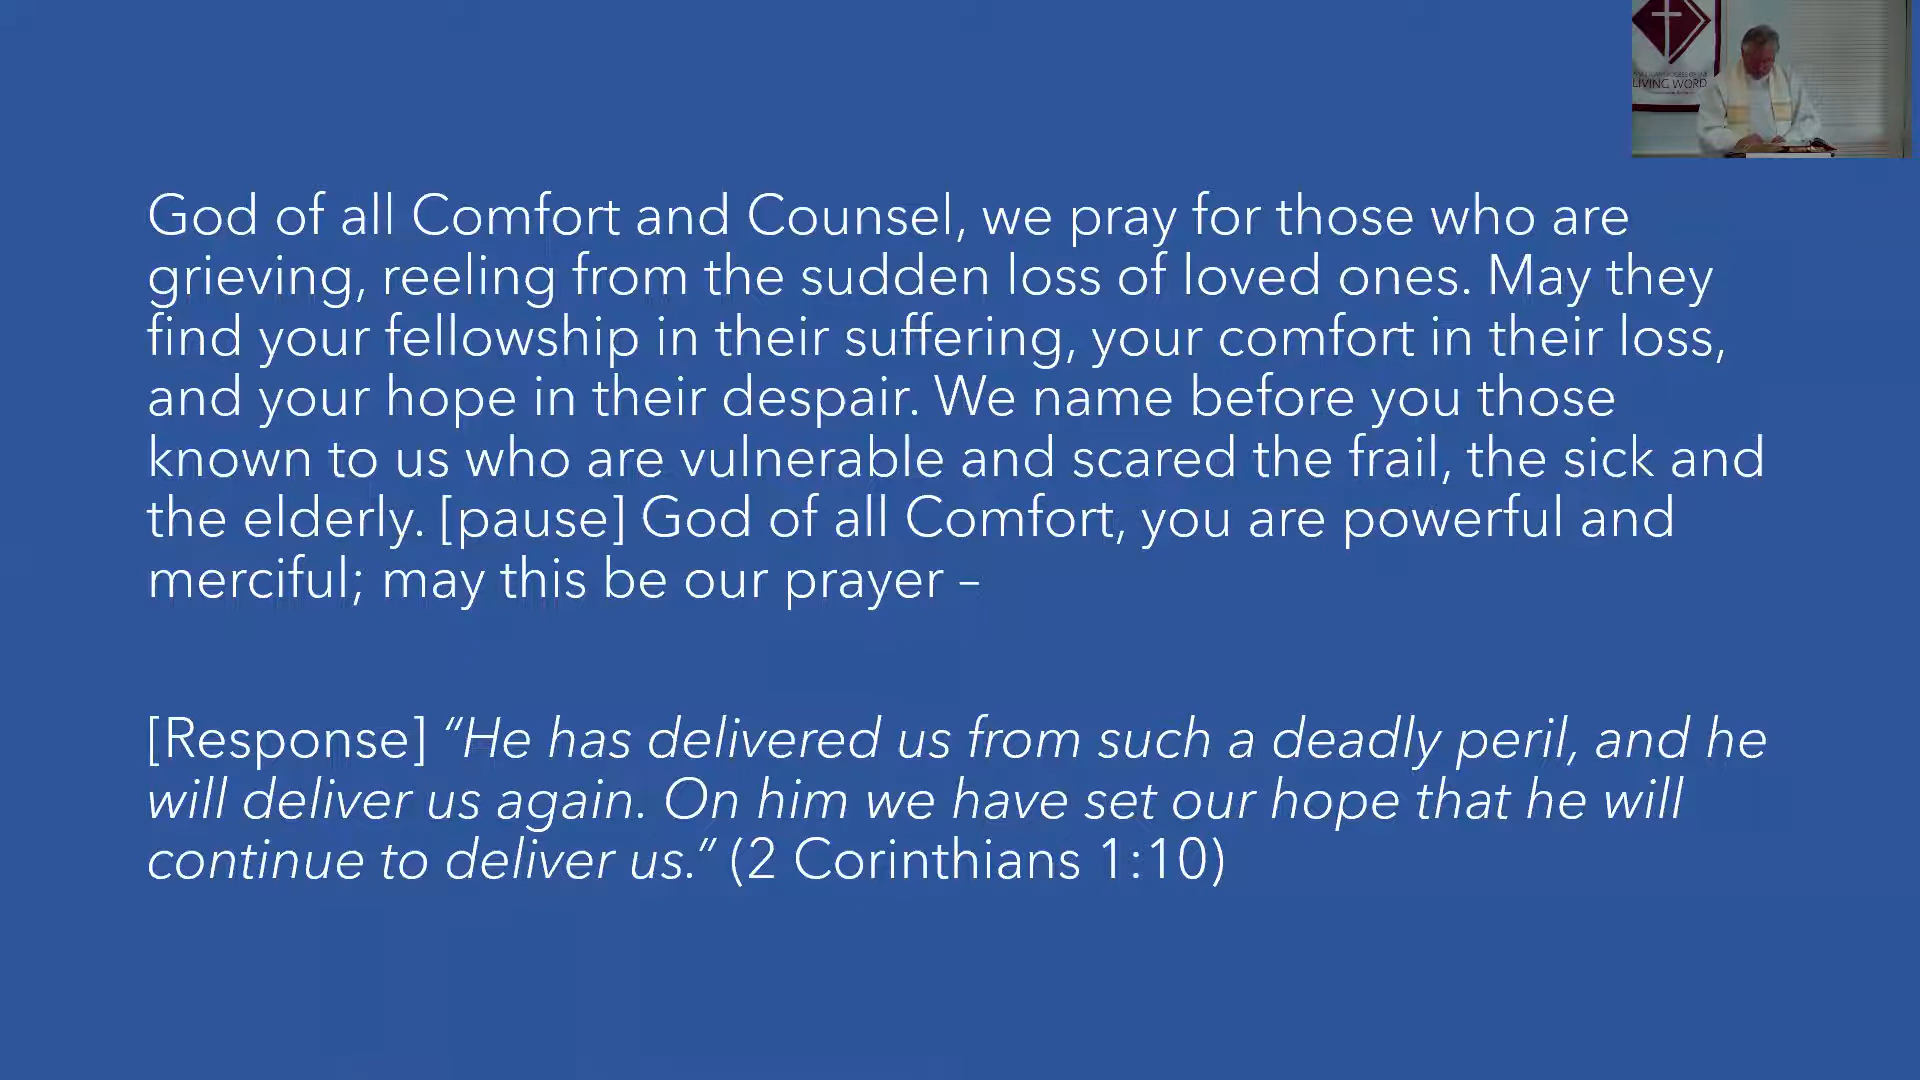 LIVING WORD
God of all Comfort and Counsel, we pray for those who are
grieving, reeling from the sudden loss of loved ones. May they
find your fellowship in their suffering, your comfort in their loss,
and your hope in their despair. We name before you those
known to us who are vulnerable and scared the frail, the sick and
the elderly. [pause] God of all Comfort, you are powerful and
merciful; may this be our prayer –
[Response] “He has delivered us from such a deadly peril, and he
will deliver us again. On him we have set our hope that he will
continue to deliver us.” (2 Corinthians 1:10)